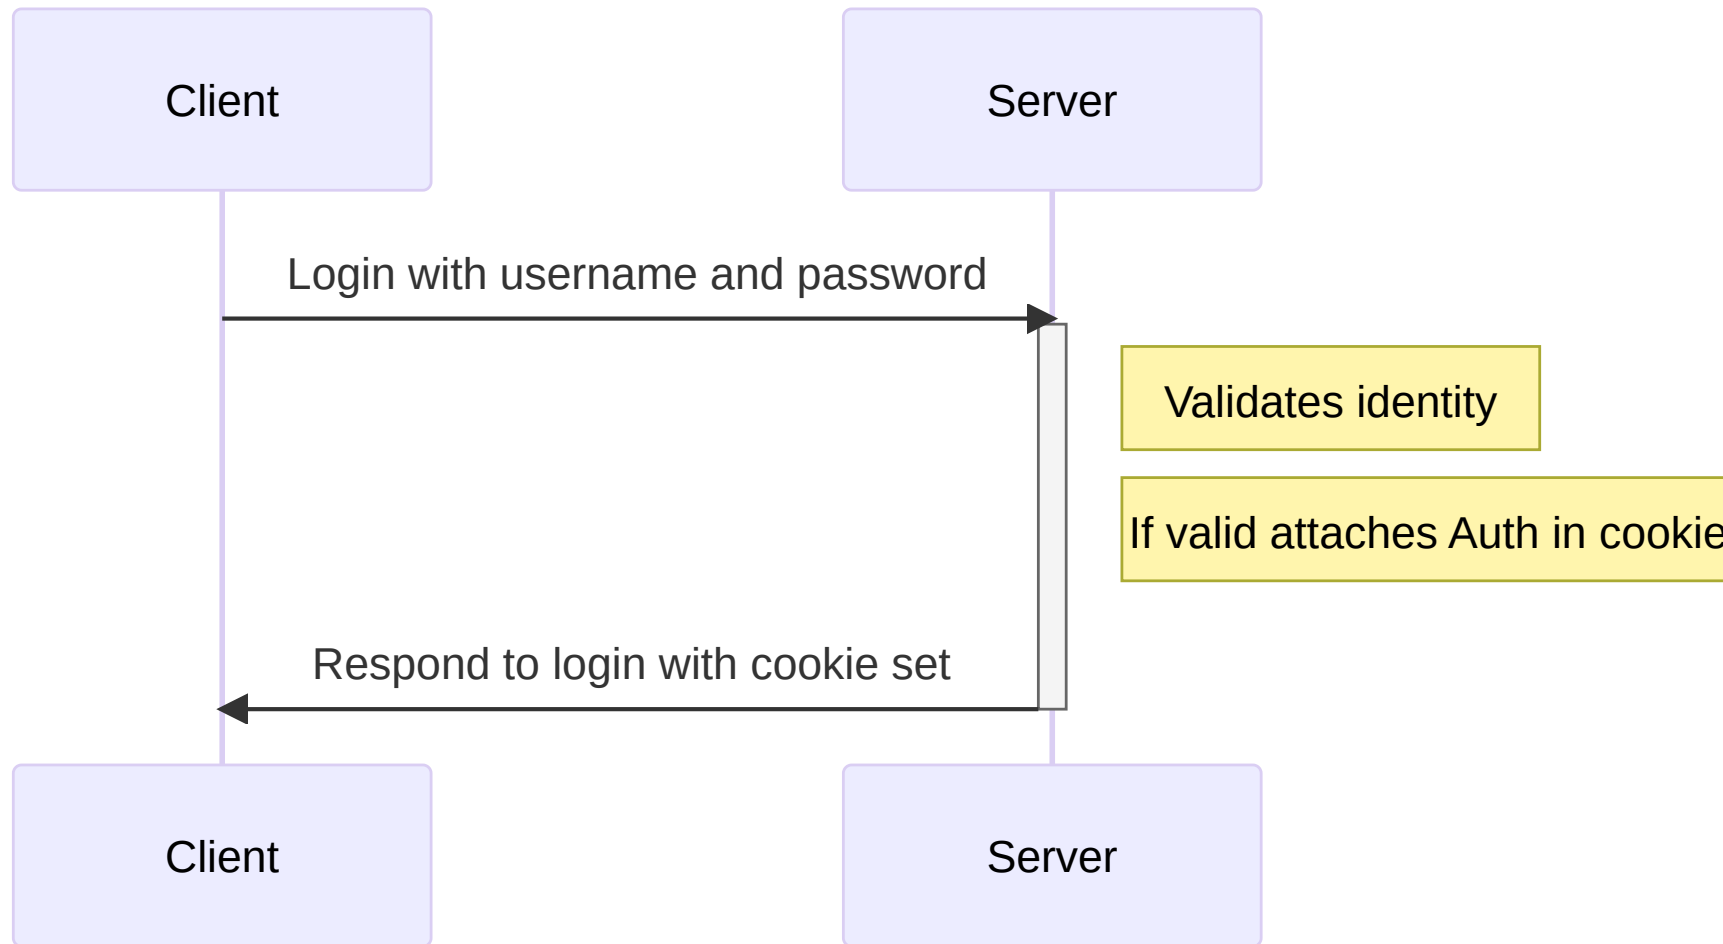 Client
Server
Login with username and password
Validates identity
If valid attaches Auth in cookie
Respond to login with cookie set
Client
Server